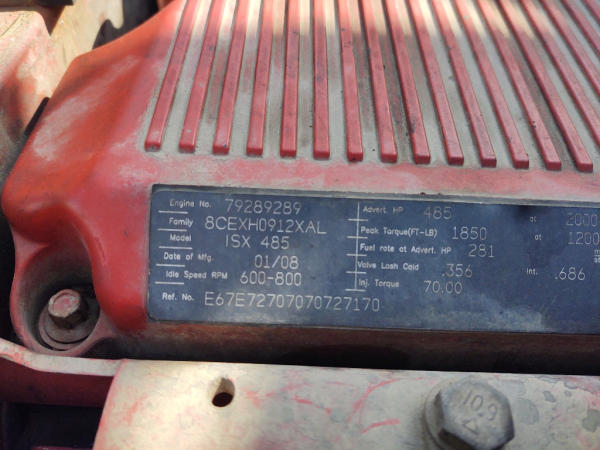 Engine No. 79289289
Family 8CEXH0912XAL
Model ISX 485
Date of Mfg. 01/08
Idle Speed RPM 600-800
Ref. No. E67E72707070727170
Advert. HP 485 at 2000
Peak Torque(FT-LB) 1850 at 1200
Fuel rate at Advert. HP 281
Valve Lash Cold .356 Int. .686
Inj. Torque 70.00
109